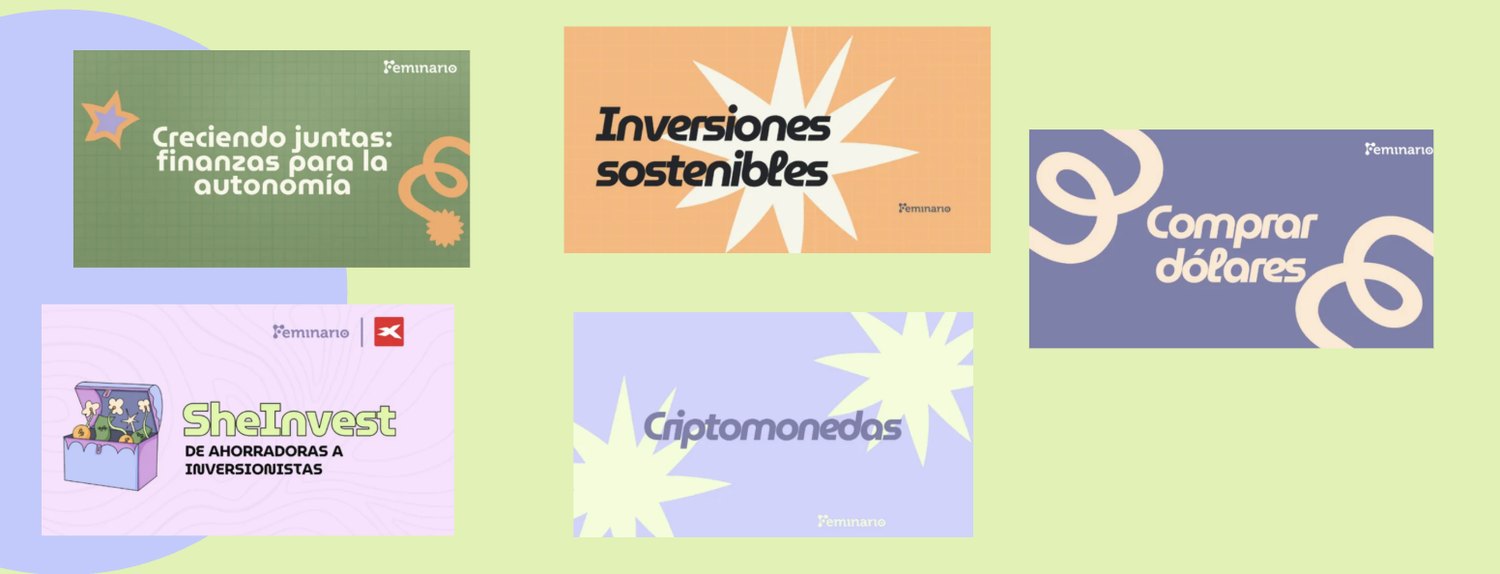 Feminario
Creciendo juntas:
finanzas para la
autonomía
Inversiones
sostenibles
Feminario
Feminario
Comprar
dólares
Feminario
SheInvest
DE AHORRADORAS A
INVERSIONISTAS
Criptomonedas
Feminario